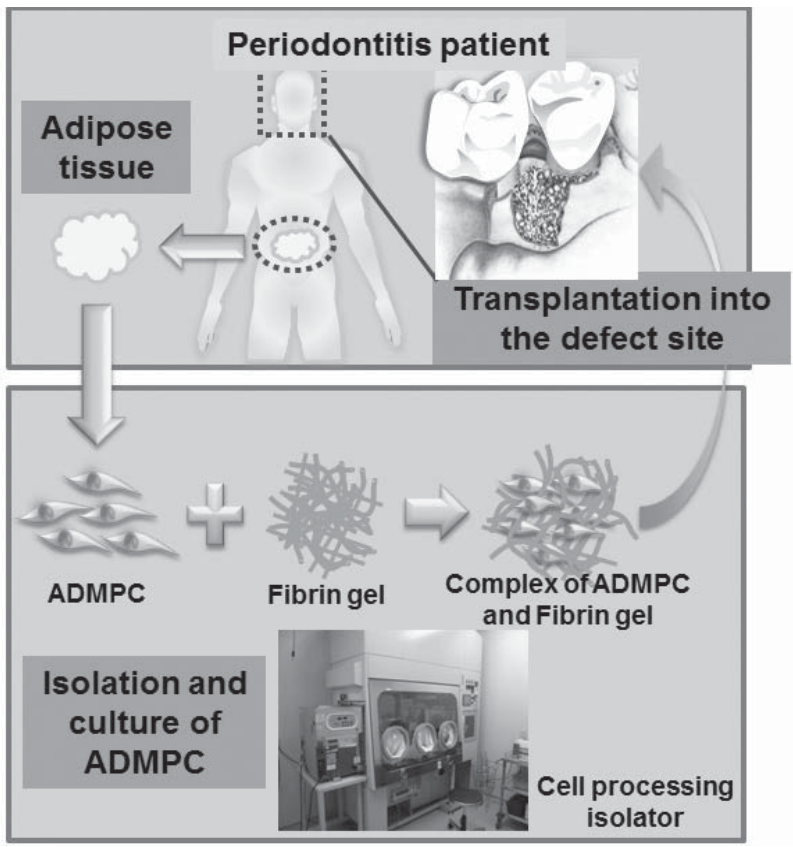 Periodontitis patient
Adipose
tissue
Transplantation into
the defect site
ADMPC
Fibrin gel
Complex of ADMPC
and Fibrin gel
Isolation and
culture of
ADMPC
Cell processing
isolator